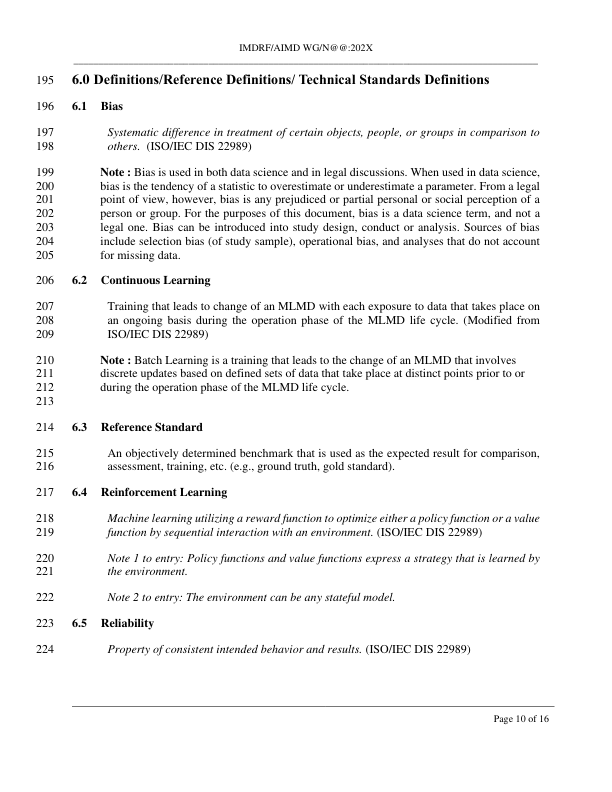 IMDRF/AIMD WG/N@@:202X
195 6.0 Definitions/Reference Definitions/ Technical Standards Definitions
196 6.1 Bias
197 Systematic difference in treatment of certain objects, people, or groups in comparison to
198 others. (ISO/IEC DIS 22989)
199 Note : Bias is used in both data science and in legal discussions. When used in data science,
200 bias is the tendency of a statistic to overestimate or underestimate a parameter. From a legal
201 point of view, however, bias is any prejudiced or partial personal or social perception of a
202 person or group. For the purposes of this document, bias is a data science term, and not a
203 legal one. Bias can be introduced into study design, conduct or analysis. Sources of bias
204 include selection bias (of study sample), operational bias, and analyses that do not account
205 for missing data.
206 6.2 Continuous Learning
207 Training that leads to change of an MLMD with each exposure to data that takes place on
208 an ongoing basis during the operation phase of the MLMD life cycle. (Modified from
209 ISO/IEC DIS 22989)
210 Note : Batch Learning is a training that leads to the change of an MLMD that involves
211 discrete updates based on defined sets of data that take place at distinct points prior to or
212 during the operation phase of the MLMD life cycle.
213
214 6.3 Reference Standard
215 An objectively determined benchmark that is used as the expected result for comparison,
216 assessment, training, etc. (e.g., ground truth, gold standard).
217 6.4 Reinforcement Learning
218 Machine learning utilizing a reward function to optimize either a policy function or a value
219 function by sequential interaction with an environment. (ISO/IEC DIS 22989)
220 Note 1 to entry: Policy functions and value functions express a strategy that is learned by
221 the environment.
222 Note 2 to entry: The environment can be any stateful model.
223 6.5 Reliability
224 Property of consistent intended behavior and results. (ISO/IEC DIS 22989)
Page 10 of 16